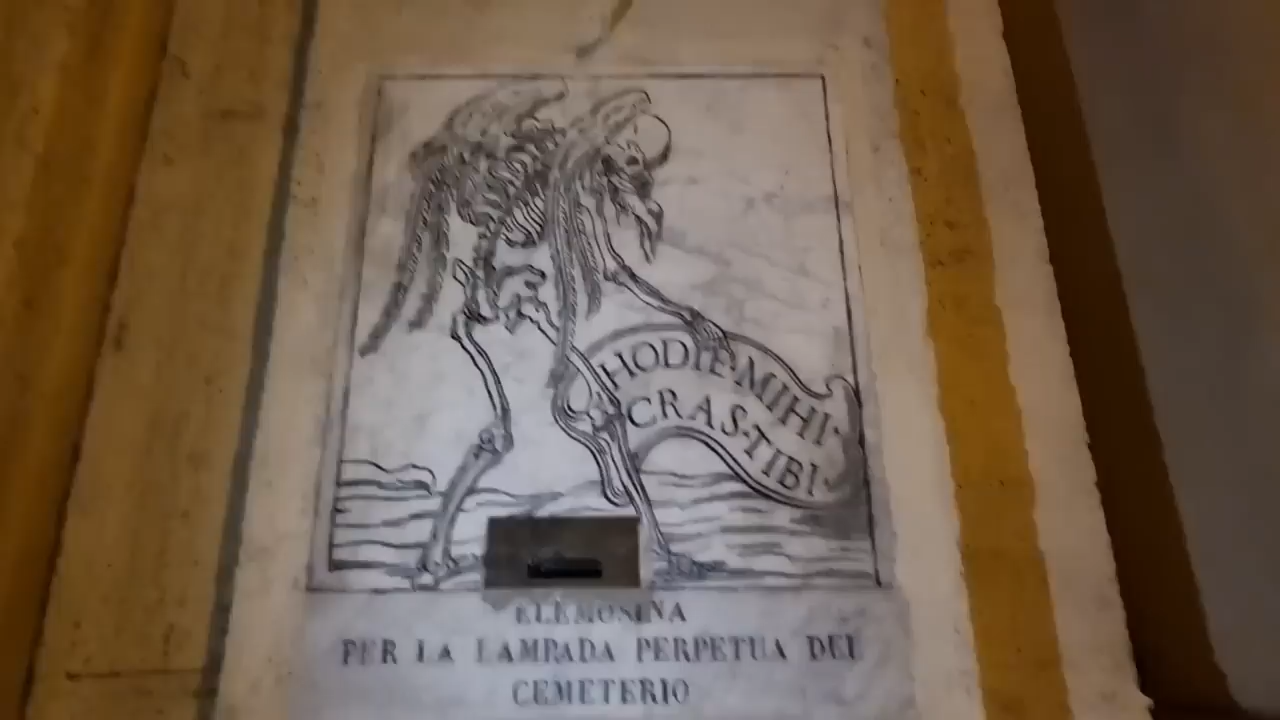 HODIE·MIHI·
CRAS·TIBI·
ELEMOSINA
PER LA LAMPADA PERPETUA DEL
CEMETERIO